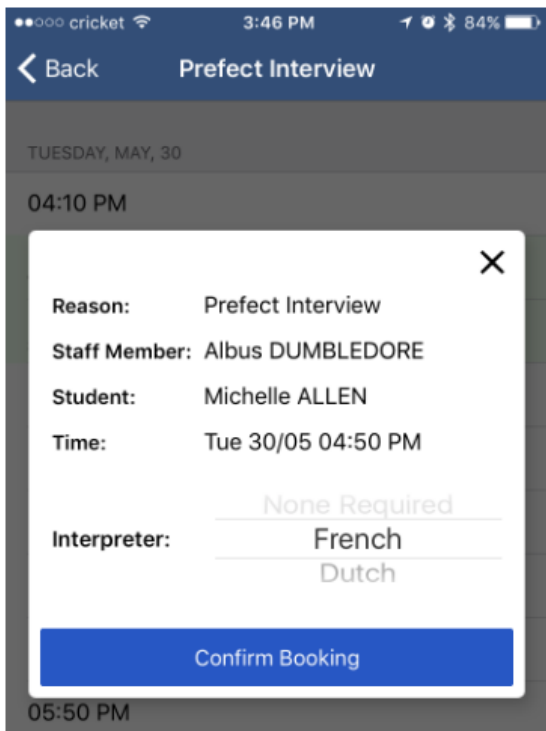 cricket 3:46 PM 84%
Back Prefect Interview
TUESDAY, MAY, 30
04:10 PM
Reason: Prefect Interview
Staff Member: Albus DUMBLEDORE
Student: Michelle ALLEN
Time: Tue 30/05 04:50 PM
None Required
Interpreter: French
Dutch
Confirm Booking
05:50 PM